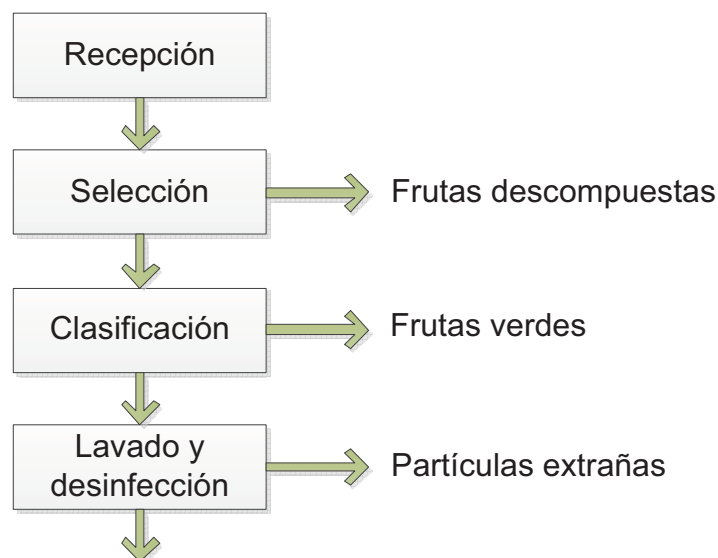 Recepción
Selección
Frutas descompuestas
Clasificación
Frutas verdes
Lavado y
desinfección
Partículas extrañas